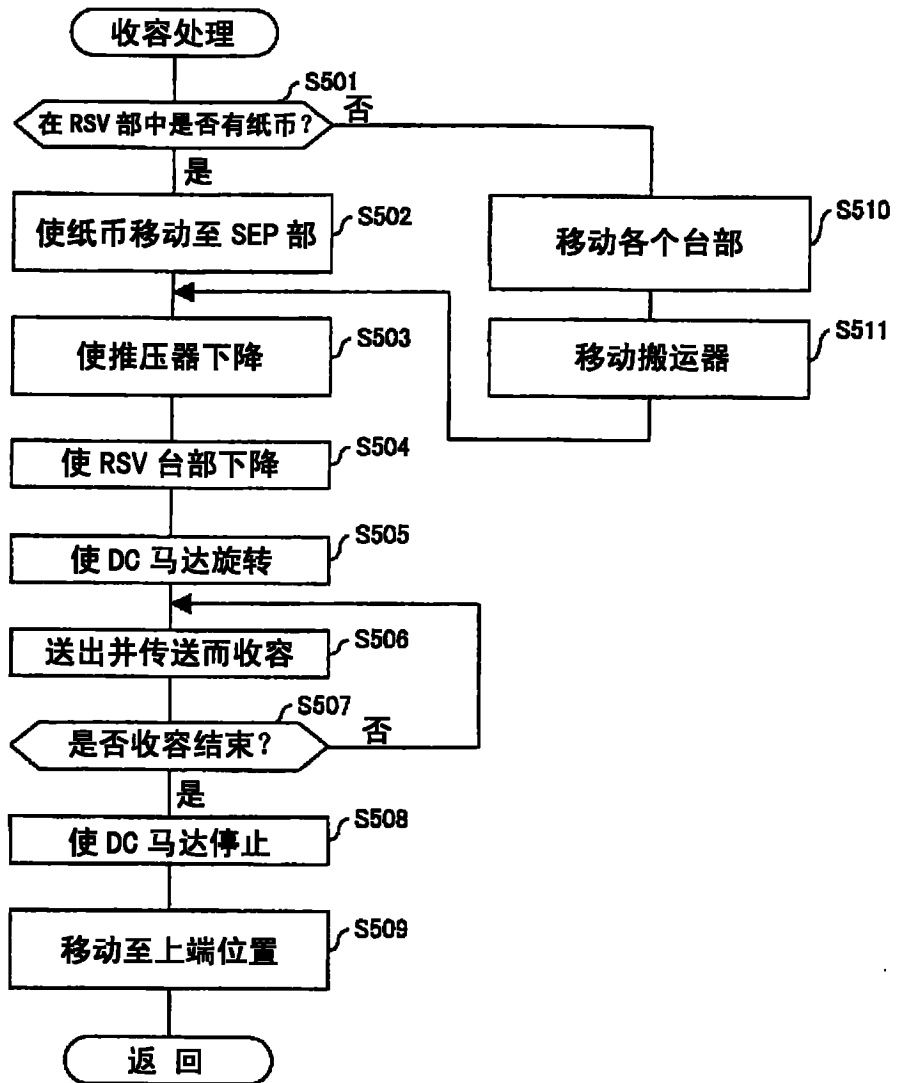 收容处理
S501
在RSV部中是否有纸币？
否
是
使纸币移动至 SEP 部
S502
移动各个台部
S510
使推压器下降
S503
移动搬运器
S511
使 RSV 台部下降
S504
使 DC 马达旋转
S505
送出并传送而收容
S506
S507
是否收容结束？
否
是
使 DC 马达停止
S508
移动至上端位置
S509
返 回